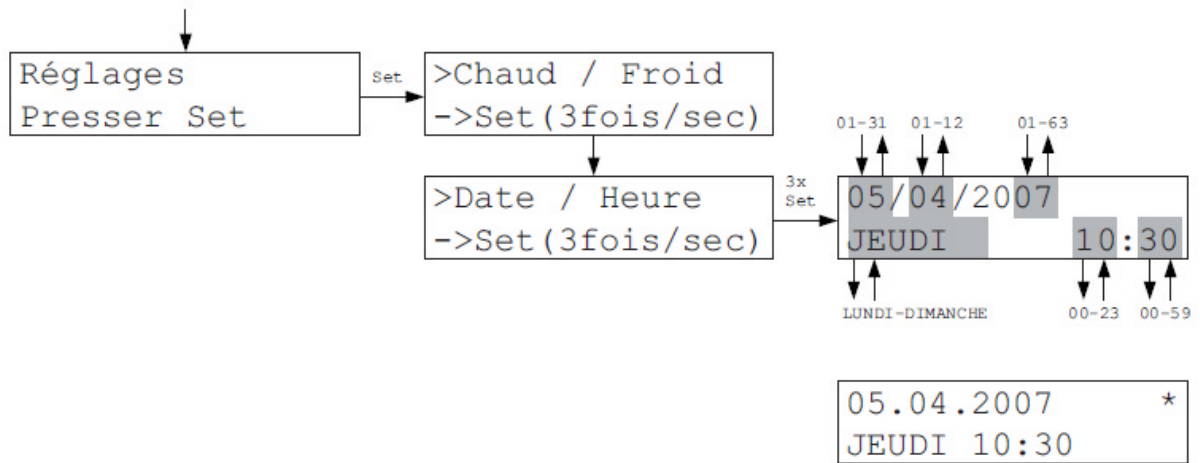 Réglages
Presser Set
Set
>Chaud / Froid
->Set(3fois/sec)
>Date / Heure
->Set(3fois/sec)
3x
Set
01-31 01-12 01-63
05/04/2007
JEUDI 10:30
LUNDI-DIMANCHE 00-23 00-59
05.04.2007 *
JEUDI 10:30